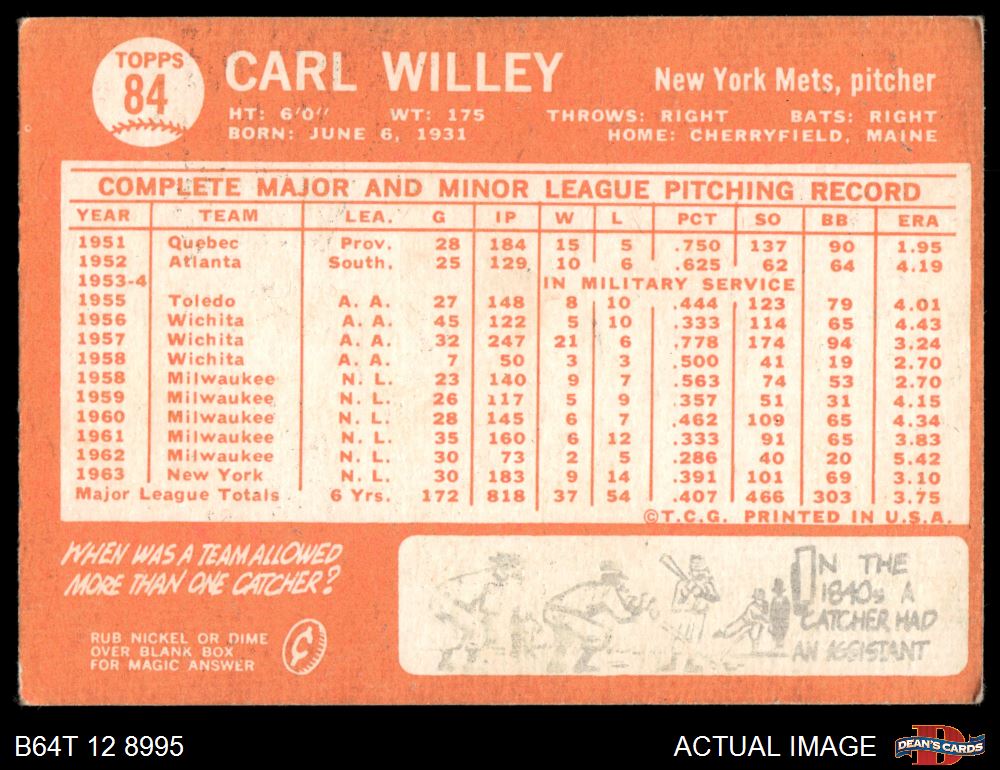 TOPPS
84
CARL WILLEY
New York Mets, pitcher
HT: 6'0" WT: 175 THROWS: RIGHT BATS: RIGHT
BORN: JUNE 6, 1931 HOME: CHERRYFIELD, MAINE
COMPLETE MAJOR AND MINOR LEAGUE PITCHING RECORD
YEAR TEAM LEA. G IP W L PCT SO BB ERA
1951 Quebec Prov. 28 184 15 5 .750 137 90 1.95
1952 Atlanta South. 25 129 10 6 .625 62 64 4.19
1953-4 IN MILITARY SERVICE
1955 Toledo A. A. 27 148 8 10 .444 123 79 4.01
1956 Wichita A. A. 45 122 5 10 .333 114 65 4.43
1957 Wichita A. A. 32 247 21 6 .778 174 94 3.24
1958 Wichita A. A. 7 50 3 3 .500 41 19 2.70
1958 Milwaukee N. L. 23 140 9 7 .563 74 53 2.70
1959 Milwaukee N. L. 26 117 5 9 .357 51 31 4.15
1960 Milwaukee N. L. 28 145 6 7 .462 109 65 4.34
1961 Milwaukee N. L. 35 160 6 12 .333 91 65 3.83
1962 Milwaukee N. L. 30 73 2 5 .286 40 20 5.42
1963 New York N. L. 30 183 9 14 .391 101 69 3.10
Major League Totals 6 Yrs. 172 818 37 54 .407 466 303 3.75
©T.C.G. PRINTED IN U.S.A.
WHEN WAS A TEAM ALLOWED
MORE THAN ONE CATCHER?
RUB NICKEL OR DIME
OVER BLANK BOX
FOR MAGIC ANSWER
IN THE
1840s A
CATCHER HAD
AN ASSISTANT
B64T 12 8995
ACTUAL IMAGE
D
DEAN'S CARDS